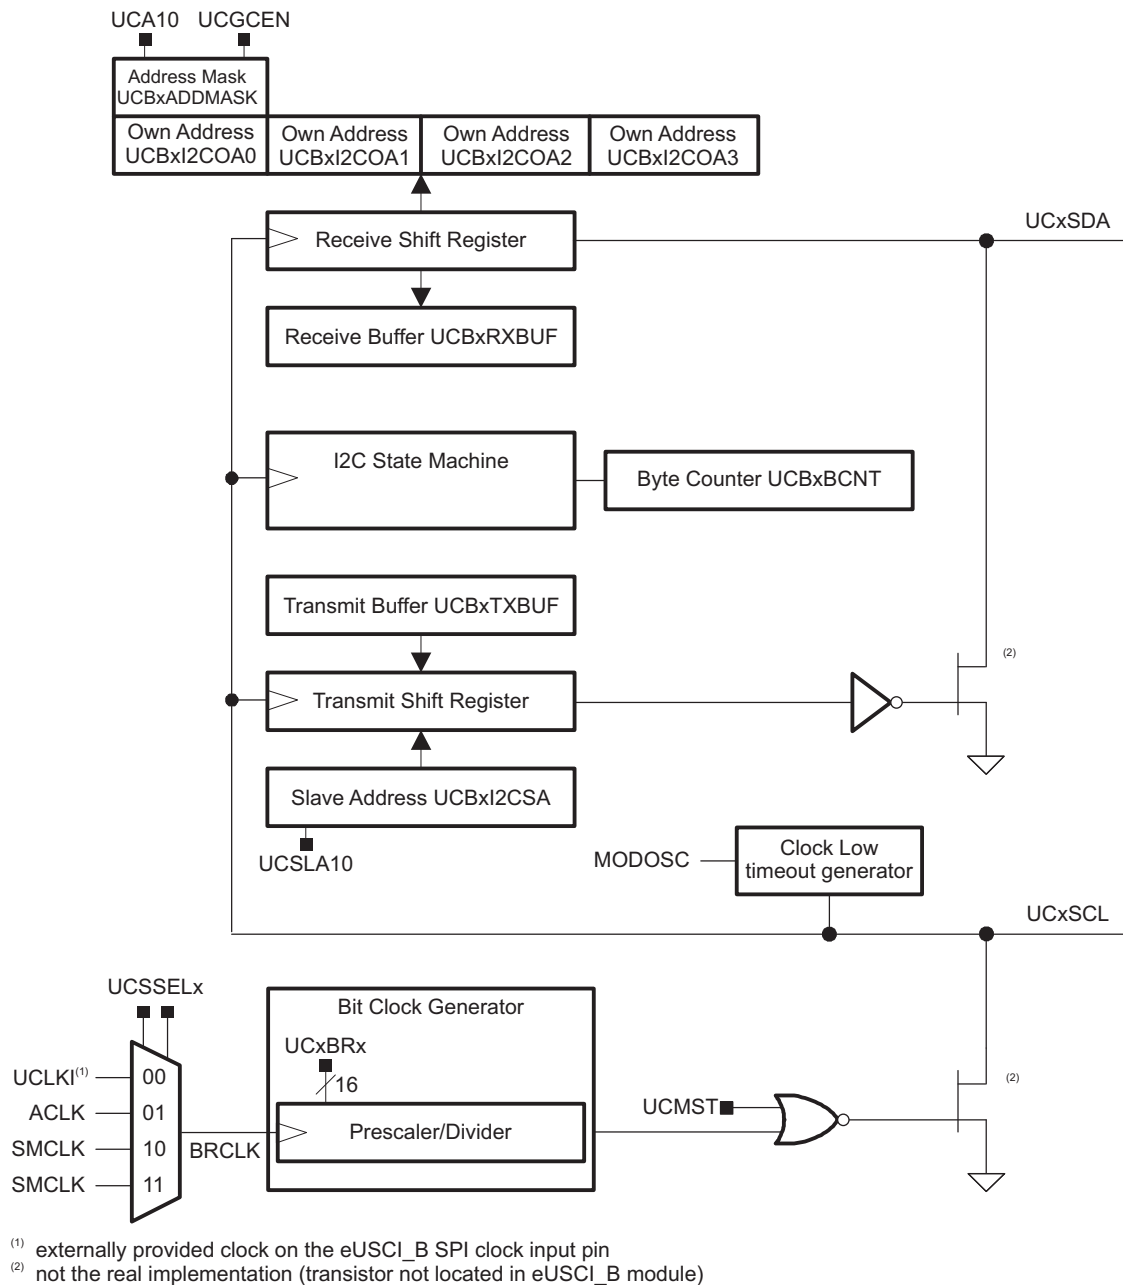 UCA10 UCGCEN
Address Mask
UCBxADDMASK
Own Address
UCBxI2COA0
Own Address
UCBxI2COA1
Own Address
UCBxI2COA2
Own Address
UCBxI2COA3
UCxSDA
Receive Shift Register
Receive Buffer UCBxRXBUF
I2C State Machine
Byte Counter UCBxBCNT
Transmit Buffer UCBxTXBUF
(2)
Transmit Shift Register
Slave Address UCBxI2CSA
UCSLA10
MODOSC
Clock Low
timeout generator
UCxSCL
UCSSELx
Bit Clock Generator
UCxBRx
16
UCLKI(1) 00
ACLK 01
SMCLK 10
SMCLK 11
BRCLK
Prescaler/Divider
UCMST
(2)
(1) externally provided clock on the eUSCI_B SPI clock input pin
(2) not the real implementation (transistor not located in eUSCI_B module)